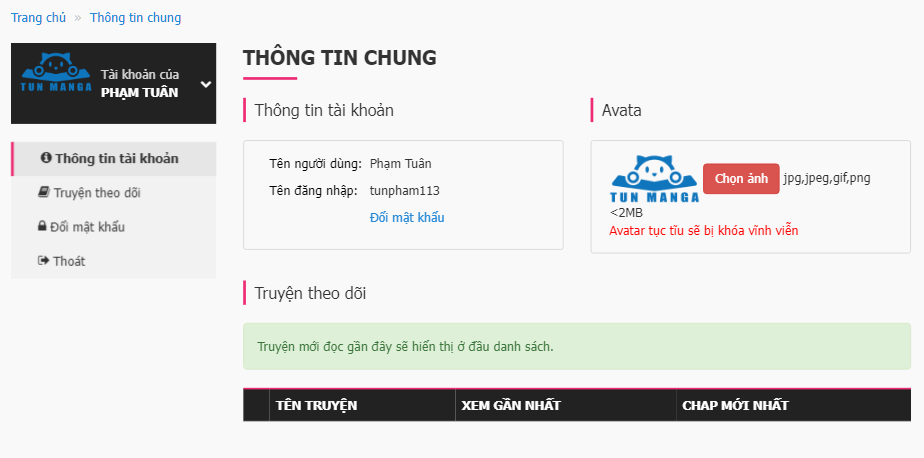 Trang chủ » Thông tin chung
TUN MANGA
Tài khoản của
PHẠM TUÂN
Thông tin tài khoản
Truyện theo dõi
Đổi mật khẩu
Thoát
THÔNG TIN CHUNG
Thông tin tài khoản
Tên người dùng: Phạm Tuân
Tên đăng nhập: tunpham113
Đổi mật khẩu
Avata
TUN MANGA
Chọn ảnh jpg,jpeg,gif,png
<2MB
Avatar tục tĩu sẽ bị khóa vĩnh viễn
Truyện theo dõi
Truyện mới đọc gần đây sẽ hiển thị ở đầu danh sách.
TÊN TRUYỆN XEM GẦN NHẤT CHAP MỚI NHẤT